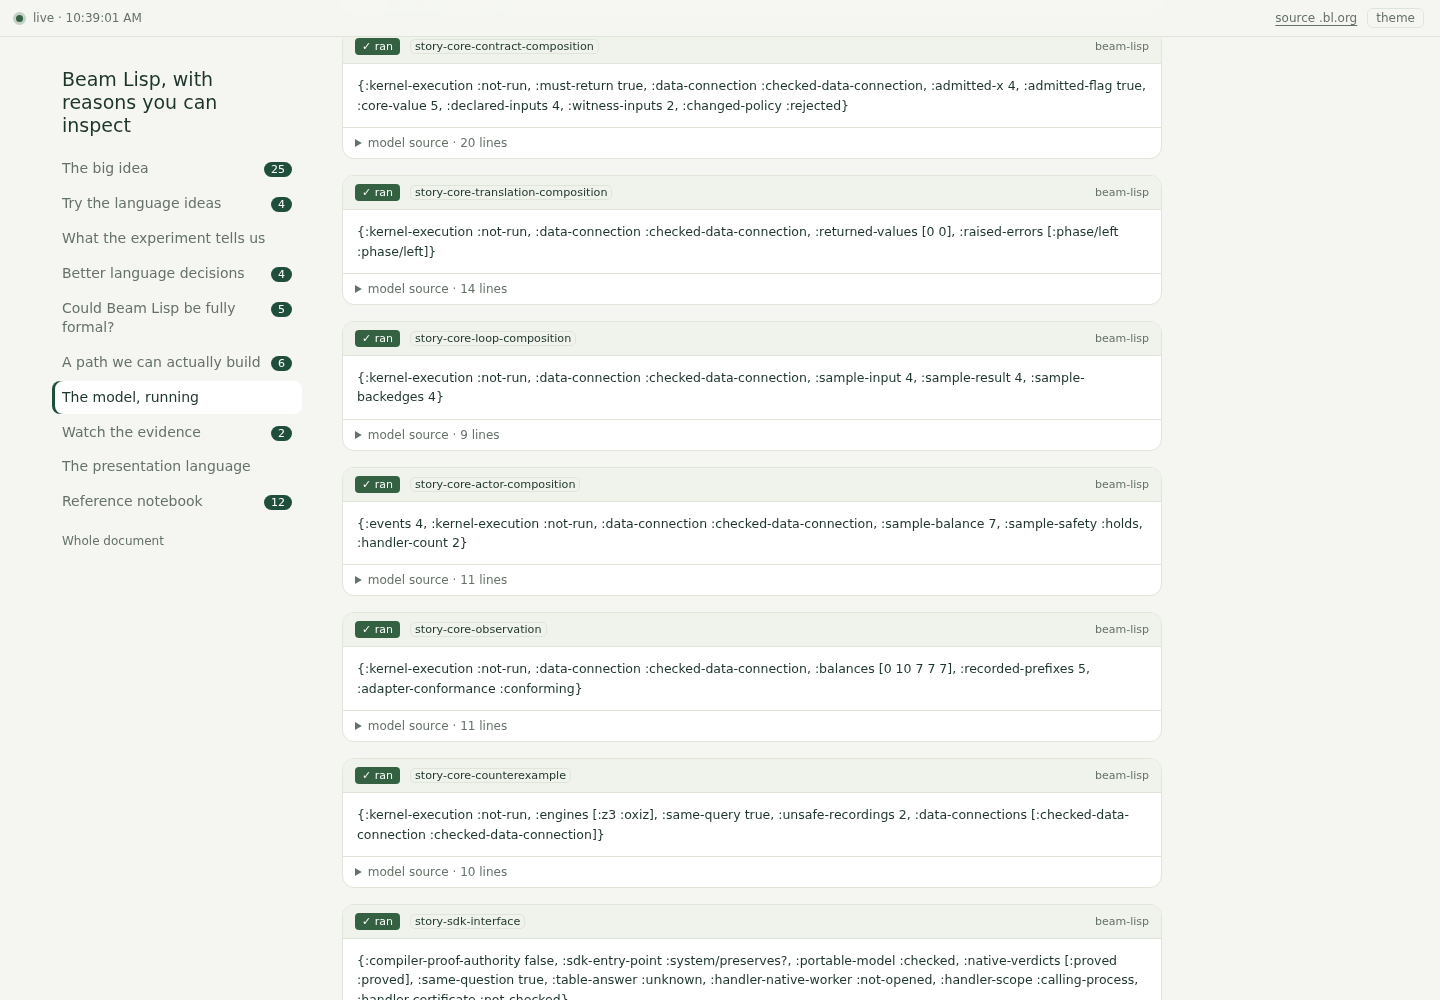 live · 10:39:01 AM
source .bl.org
theme
Beam Lisp, with
reasons you can
inspect
The big idea 25
Try the language ideas 4
What the experiment tells us
Better language decisions 4
Could Beam Lisp be fully
formal? 5
A path we can actually build 6
The model, running
Watch the evidence 2
The presentation language
Reference notebook 12
Whole document
✓ ran story-core-contract-composition beam-lisp
{:kernel-execution :not-run, :must-return true, :data-connection :checked-data-connection, :admitted-x 4, :admitted-flag true,
:core-value 5, :declared-inputs 4, :witness-inputs 2, :changed-policy :rejected}
▶ model source · 20 lines
✓ ran story-core-translation-composition beam-lisp
{:kernel-execution :not-run, :data-connection :checked-data-connection, :returned-values [0 0], :raised-errors [:phase/left
:phase/left]}
▶ model source · 14 lines
✓ ran story-core-loop-composition beam-lisp
{:kernel-execution :not-run, :data-connection :checked-data-connection, :sample-input 4, :sample-result 4, :sample-
backedges 4}
▶ model source · 9 lines
✓ ran story-core-actor-composition beam-lisp
{:events 4, :kernel-execution :not-run, :data-connection :checked-data-connection, :sample-balance 7, :sample-safety :holds,
:handler-count 2}
▶ model source · 11 lines
✓ ran story-core-observation beam-lisp
{:kernel-execution :not-run, :data-connection :checked-data-connection, :balances [0 10 7 7 7], :recorded-prefixes 5,
:adapter-conformance :conforming}
▶ model source · 11 lines
✓ ran story-core-counterexample beam-lisp
{:kernel-execution :not-run, :engines [:z3 :oxiz], :same-query true, :unsafe-recordings 2, :data-connections [:checked-data-
connection :checked-data-connection]}
▶ model source · 10 lines
✓ ran story-sdk-interface beam-lisp
{:compiler-proof-authority false, :sdk-entry-point :system/preserves?, :portable-model :checked, :native-verdicts [:proved
:proved], :same-question true, :table-answer :unknown, :handler-native-worker :not-opened, :handler-scope :calling-process,
:handler-certificate :not-checked}